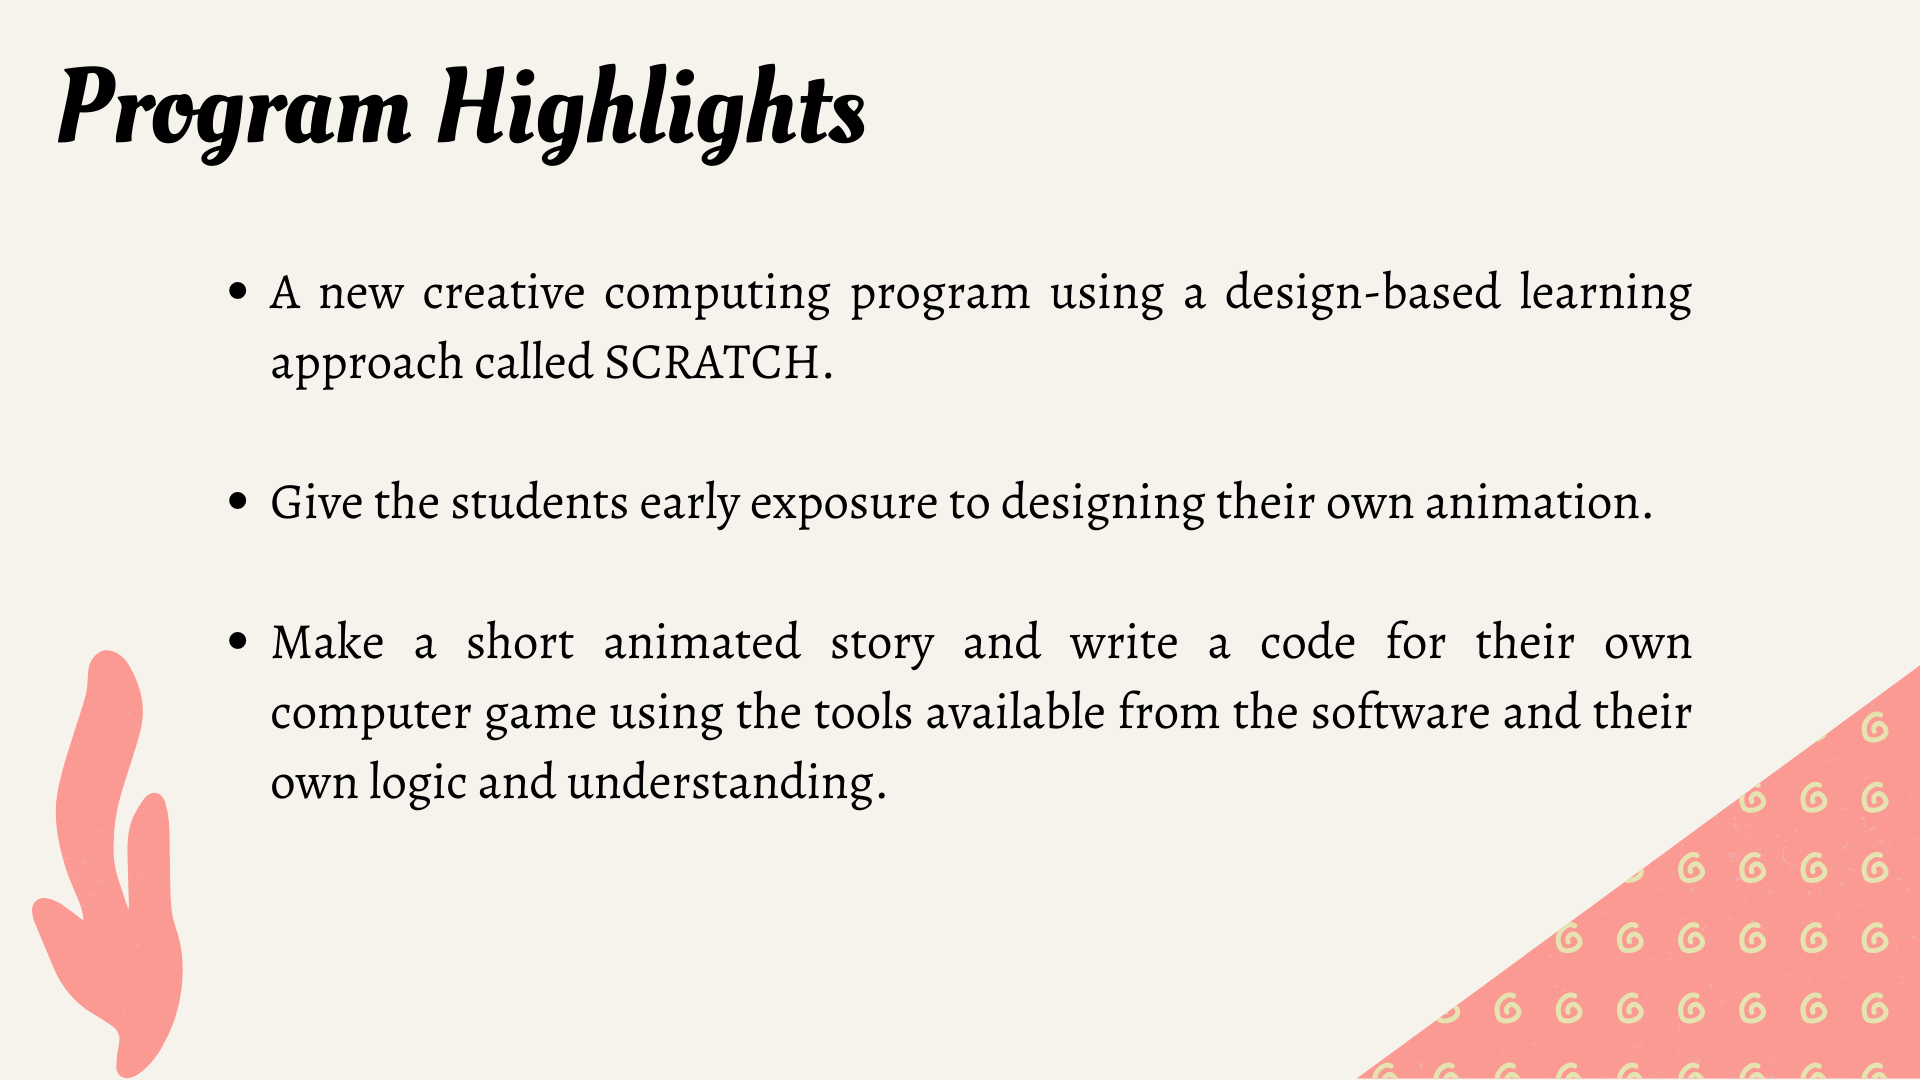 Program Highlights
• A new creative computing program using a design-based learning
approach called SCRATCH.
• Give the students early exposure to designing their own animation.
• Make a short animated story and write a code for their own
computer game using the tools available from the software and their
own logic and understanding.